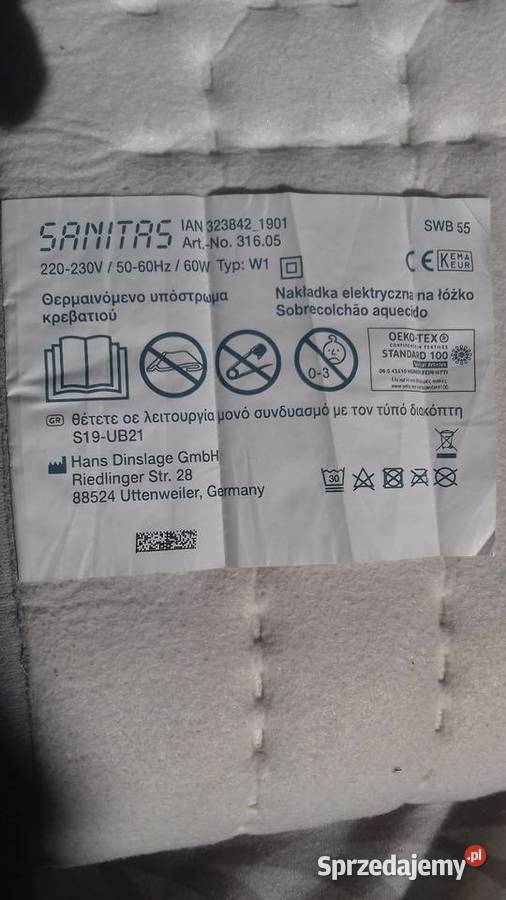 SANITAS IAN 323842_1901 SWB 55
Art.-No. 316.05
220-230V / 50-60Hz / 60W Typ: W1
KEMA
KEUR
Θερμαινόμενο υπόστρωμα
κρεβατιού
Nakładka elektryczna na łóżko
Sobrecolchão aquecido
0-3
OEKO-TEX®
CONFIDENCE IN TEXTILES
STANDARD 100
GR θέτετε σε λειτουργία μονό συνδυασμό με τον τύπό διακόπτη
S19-UB21
Hans Dinslage GmbH
Riedlinger Str. 28
88524 Uttenweiler, Germany
30
Sprzedajemy.pl